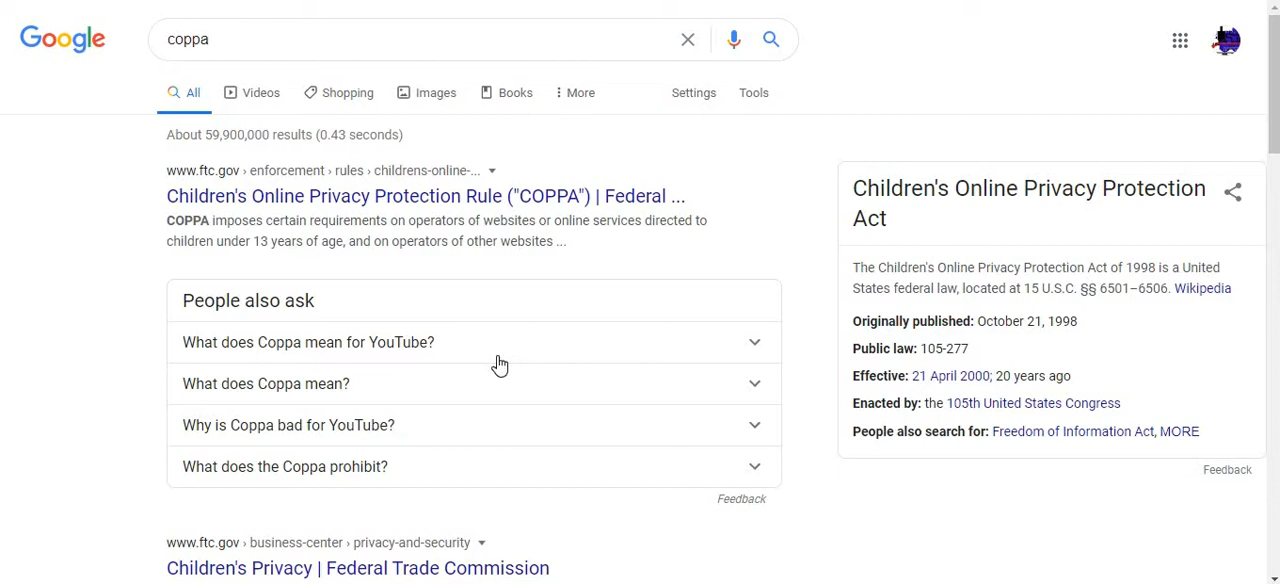 Google
coppa
All Videos Shopping Images Books More Settings Tools
About 59,900,000 results (0.43 seconds)
www.ftc.gov › enforcement › rules › childrens-online-...
Children's Online Privacy Protection Rule ("COPPA") | Federal ...
COPPA imposes certain requirements on operators of websites or online services directed to
children under 13 years of age, and on operators of other websites ...
People also ask
What does Coppa mean for YouTube?
What does Coppa mean?
Why is Coppa bad for YouTube?
What does the Coppa prohibit?
Feedback
www.ftc.gov › business-center › privacy-and-security
Children's Privacy | Federal Trade Commission
Children's Online Privacy Protection
Act
The Children's Online Privacy Protection Act of 1998 is a United
States federal law, located at 15 U.S.C. §§ 6501–6506. Wikipedia
Originally published: October 21, 1998
Public law: 105-277
Effective: 21 April 2000; 20 years ago
Enacted by: the 105th United States Congress
People also search for: Freedom of Information Act, MORE
Feedback